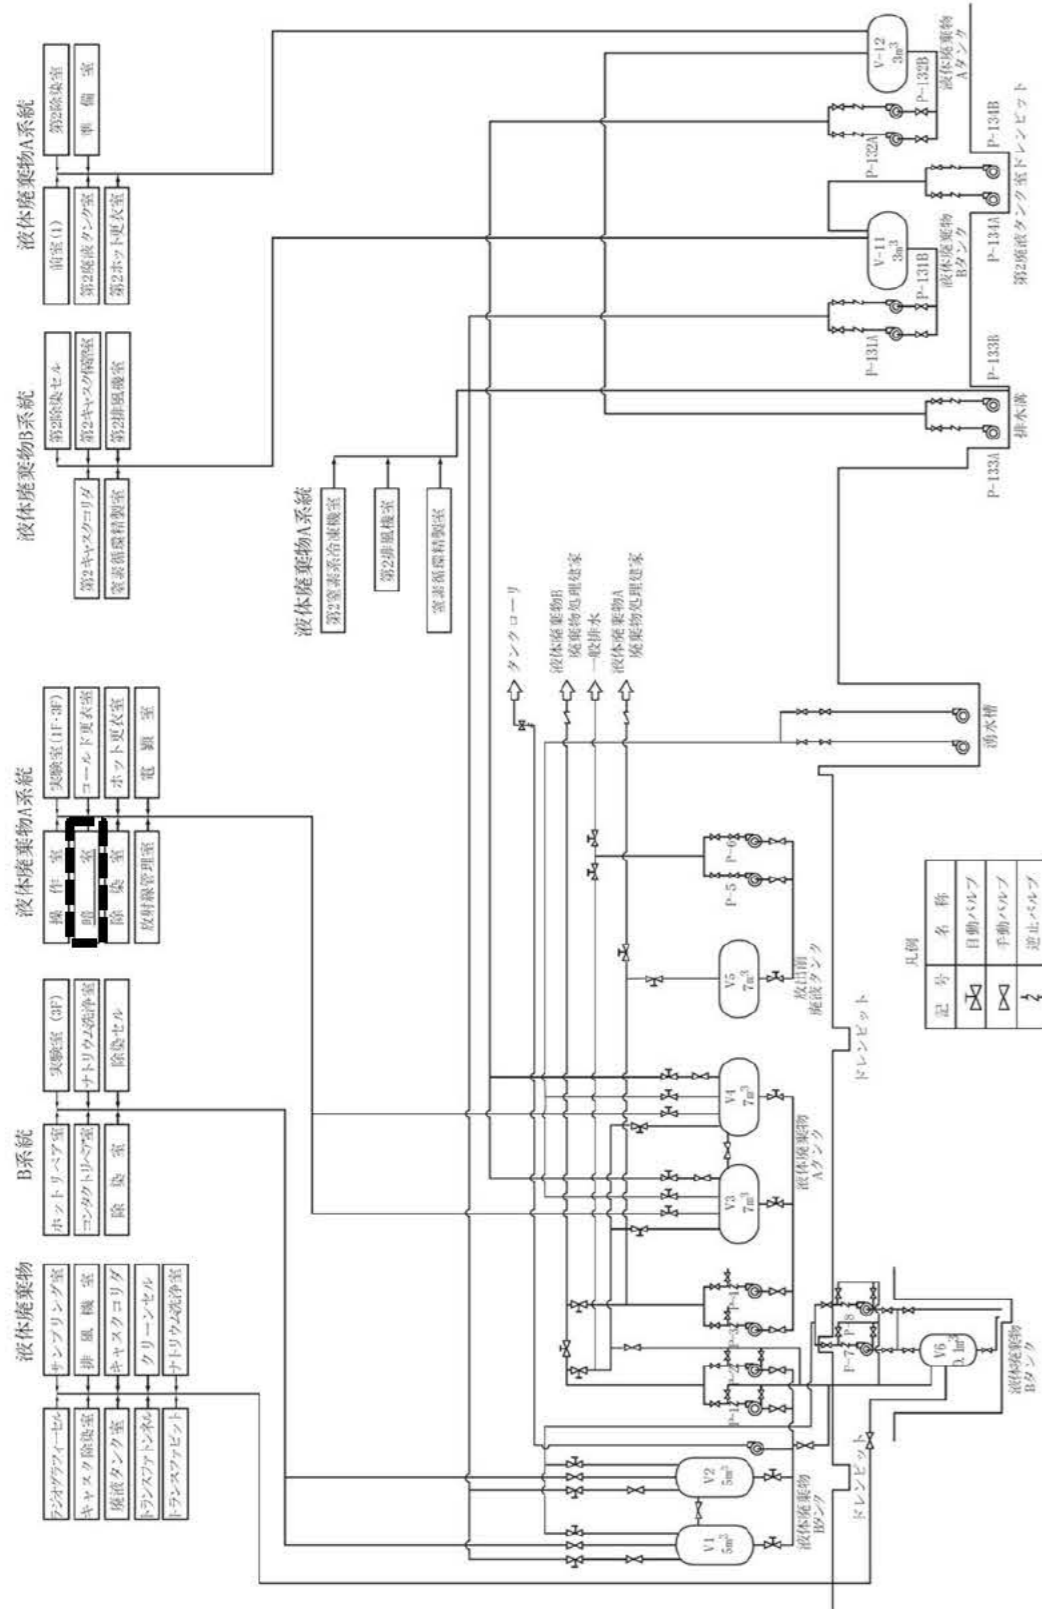 液体廃棄物
B系統
ラジオグラフィーセル
サンプリング室
キャスク除染室
排風機室
廃液タンク室
キャスクコリダ
トランスファトンネル
クリーンセル
トランスファピット
ナトリウム洗浄室
ホットリペア室
実験室(3F)
コンタクトリペア室
ナトリウム洗浄室
除染室
除染セル
液体廃棄物A系統
操作室
実験室(1F・3F)
暗室
コールド更衣室
除染室
ホット更衣室
放射線管理室
電顕室
液体廃棄物B系統
第2除染セル
第2キャスクコリダ
第2キャスク保管室
窒素循環精製室
第2排風機室
液体廃棄物A系統
前室(1)
第2除染室
第2廃液タンク室
準備室
第2ホット更衣室
液体廃棄物A系統
第2窒素系冷凍機室
第2排風機室
窒素循環精製室
タンクローリ
液体廃棄物B
廃棄物処理建家
一般排水
液体廃棄物A
廃棄物処理建家
V1
5m³
V2
5m³
液体廃棄物
Bタンク
P-1
P-2
P-3
P-4
V3
7m³
V4
7m³
液体廃棄物
Aタンク
V5
7m³
放出前
廃液タンク
P-5
P-6
P-7
P-8
V6
0.1m³
液体廃棄物
Bタンク
ドレンピット
ドレンピット
湧水槽
排水溝
P-133A
P-133B
P-131A
P-131B
V-11
3m³
液体廃棄物
Bタンク
P-134A
P-134B
第2廃液タンク室ドレンピット
P-132A
P-132B
V-12
3m³
液体廃棄物
Aタンク
凡例
記号
名称
自動バルブ
手動バルブ
逆止バルブ